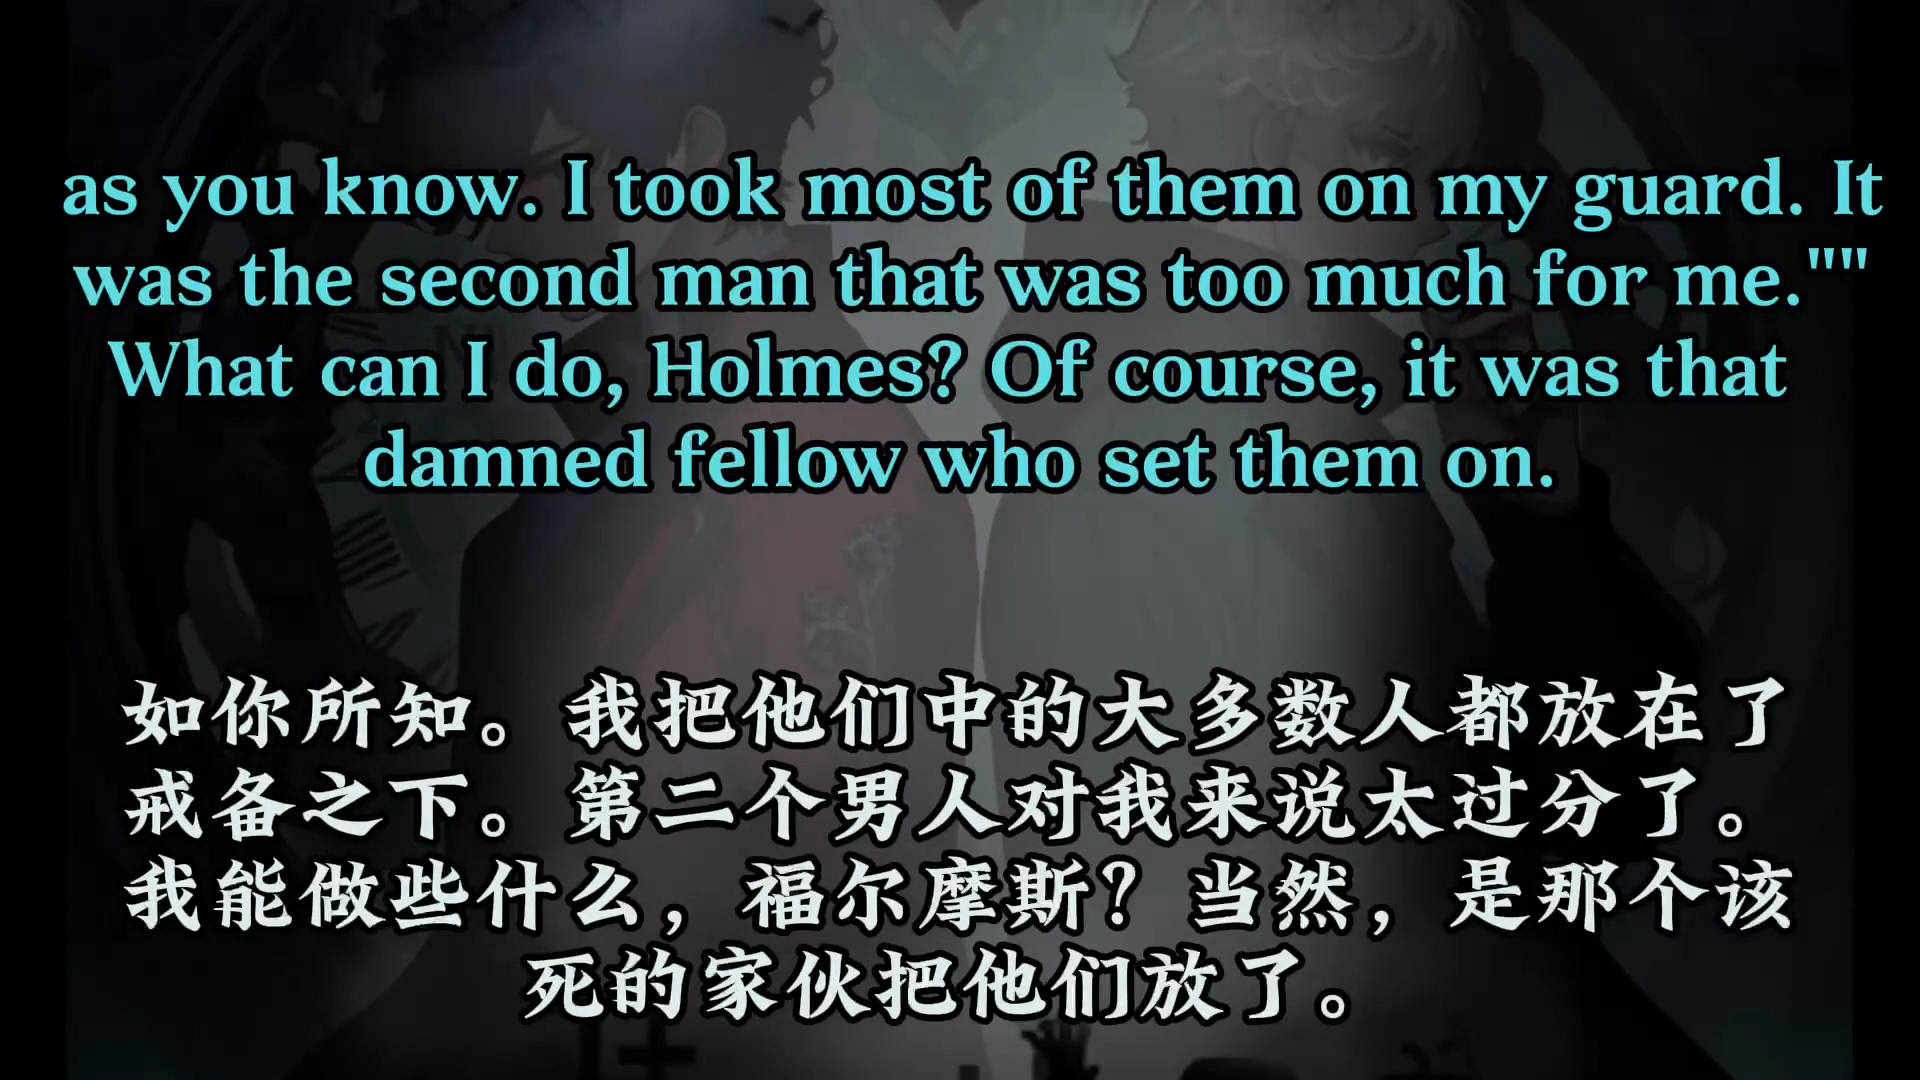 as you know. I took most of them on my guard. It
was the second man that was too much for me.""
What can I do, Holmes? Of course, it was that
damned fellow who set them on.
如你所知。我把他们中的大多数人都放在了
戒备之下。第二个男人对我来说太过分了。
我能做些什么，福尔摩斯？当然，是那个该
死的家伙把他们放了。